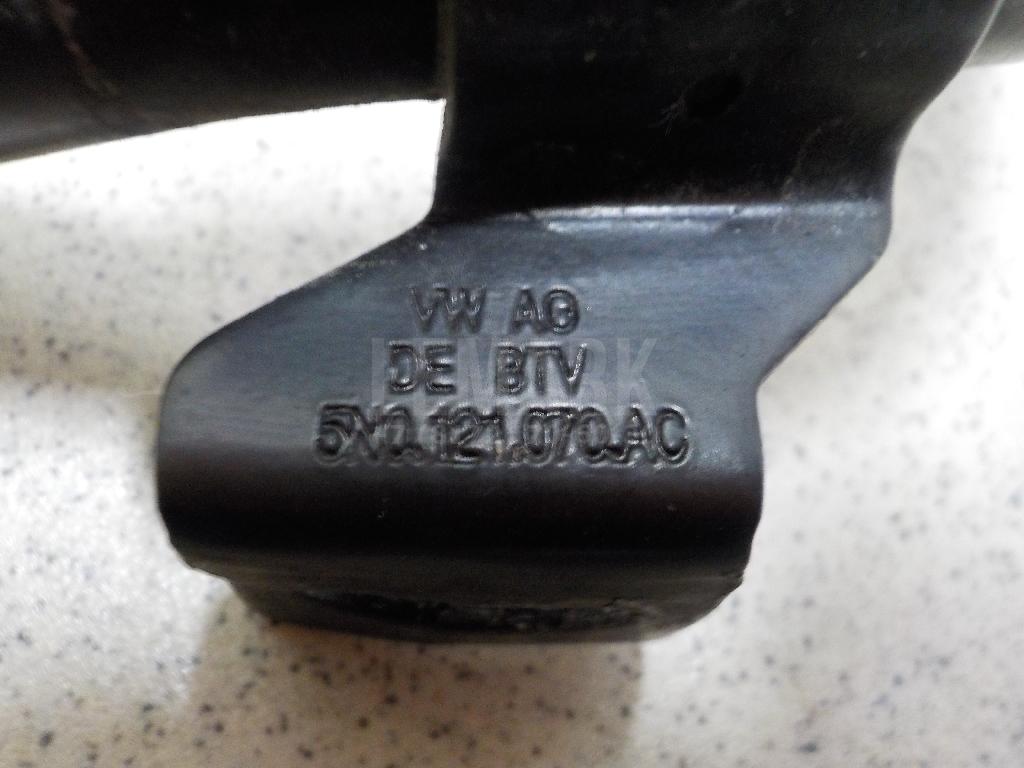 VW AG
DE BTV
5N0.121.070.AC